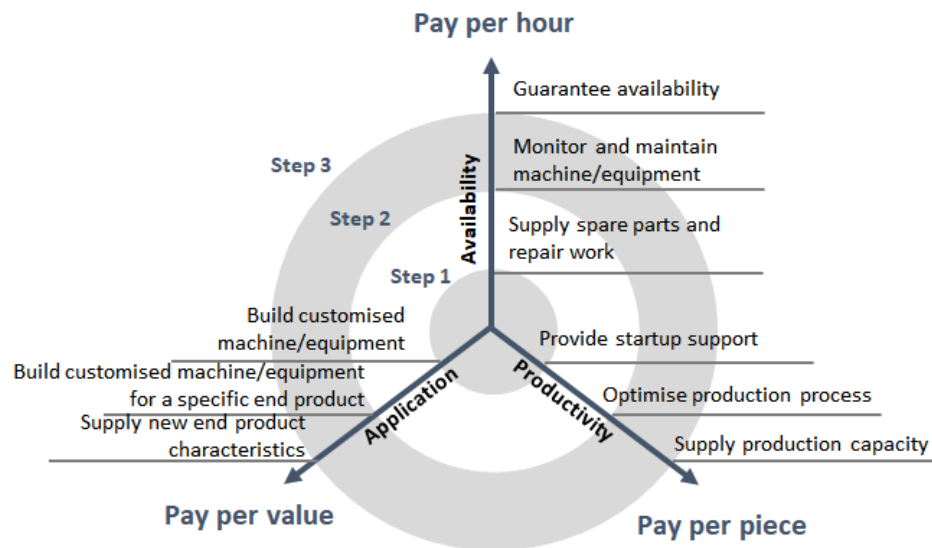 Pay per hour
Guarantee availability
Monitor and maintain
machine/equipment
Step 3
Availability
Step 2
Supply spare parts and
repair work
Step 1
Build customised
machine/equipment
Provide startup support
Build customised machine/equipment
for a specific end product
Application
Productivity
Optimise production process
Supply new end product
characteristics
Supply production capacity
Pay per value
Pay per piece